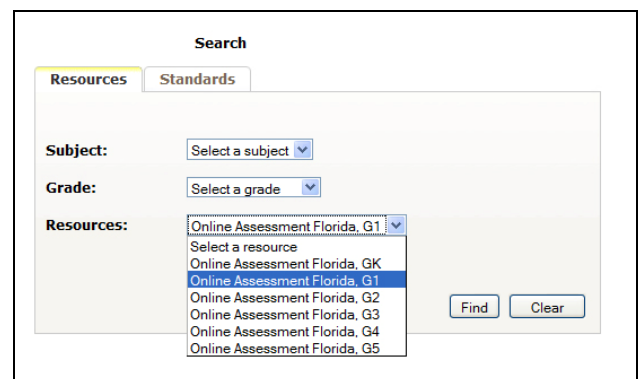 Search
Resources Standards
Subject: Select a subject
Grade: Select a grade
Resources: Online Assessment Florida, G1
Select a resource
Online Assessment Florida, GK
Online Assessment Florida, G1
Online Assessment Florida, G2
Online Assessment Florida, G3
Online Assessment Florida, G4
Online Assessment Florida, G5
Find Clear